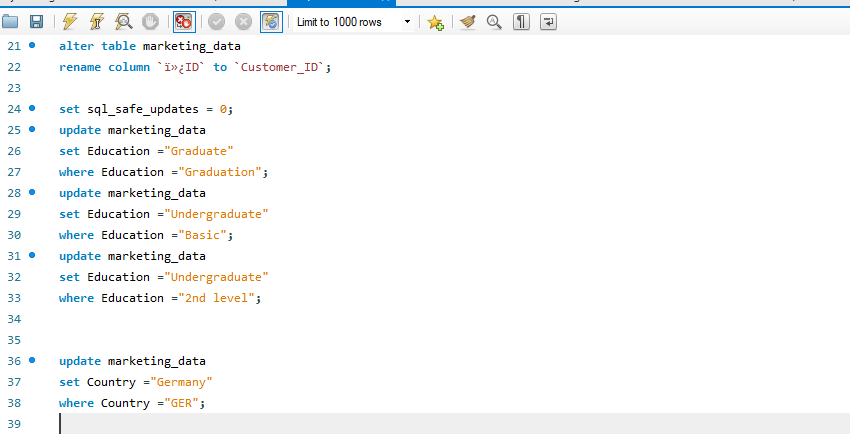 Limit to 1000 rows
21 alter table marketing_data
22 rename column `ï»¿ID` to `Customer_ID`;
23
24 set sql_safe_updates = 0;
25 update marketing_data
26 set Education ="Graduate"
27 where Education ="Graduation";
28 update marketing_data
29 set Education ="Undergraduate"
30 where Education ="Basic";
31 update marketing_data
32 set Education ="Undergraduate"
33 where Education ="2nd level";
34
35
36 update marketing_data
37 set Country ="Germany"
38 where Country ="GER";
39